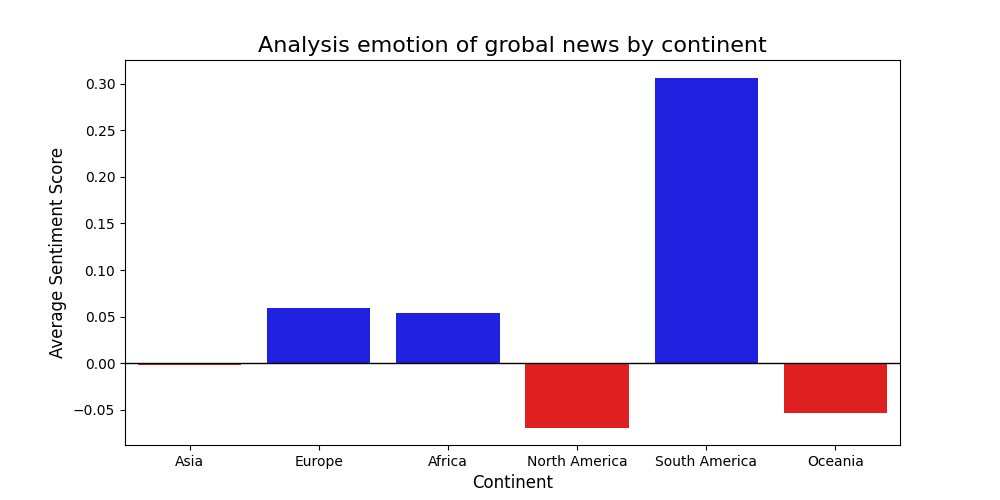 Analysis emotion of grobal news by continent
Average Sentiment Score
0.30
0.25
0.20
0.15
0.10
0.05
0.00
−0.05
Asia Europe Africa North America South America Oceania
Continent